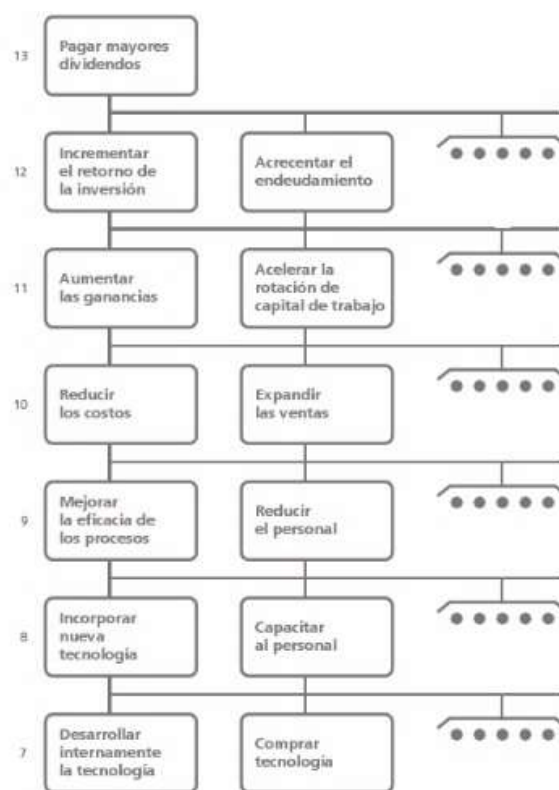 13
Pagar mayores
dividendos
12
Incrementar
el retorno de
la inversión
Acrecentar el
endeudamiento
11
Aumentar
las ganancias
Acelerar la
rotación de
capital de trabajo
10
Reducir
los costos
Expandir
las ventas
9
Mejorar
la eficacia de
los procesos
Reducir
el personal
8
Incorporar
nueva
tecnología
Capacitar
al personal
7
Desarrollar
internamente
la tecnología
Comprar
tecnología